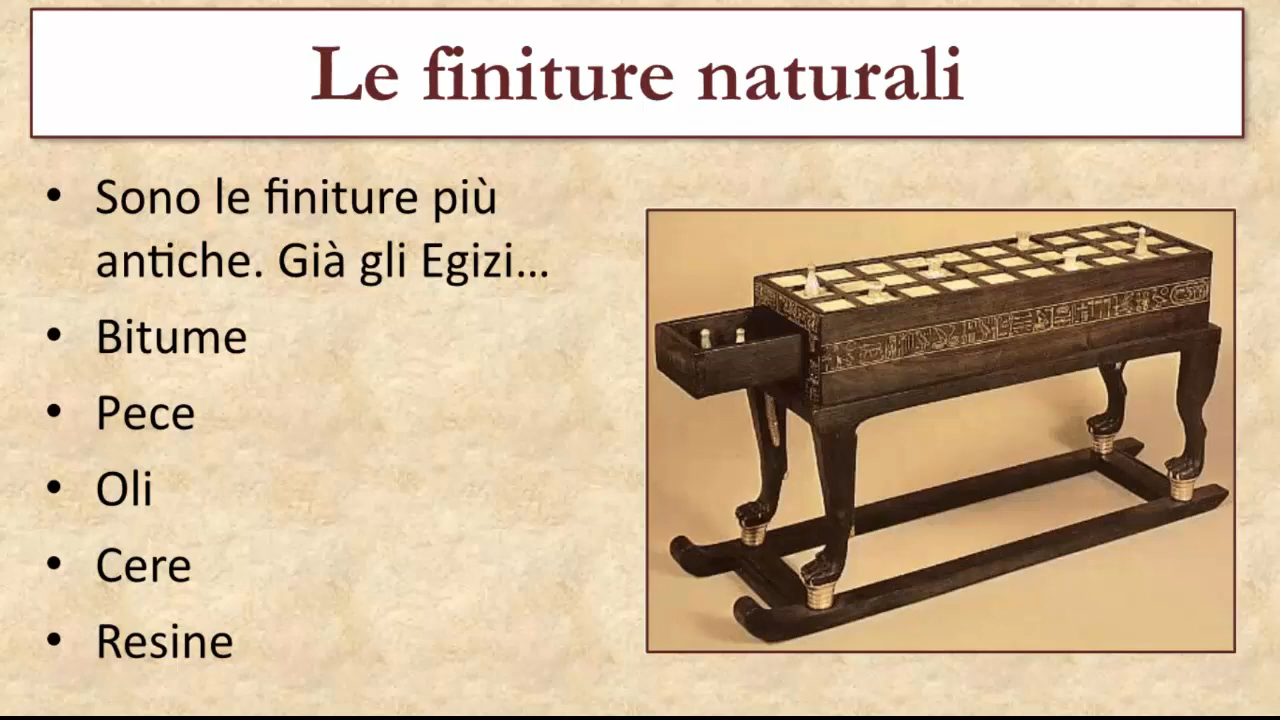 Le finiture naturali
• Sono le finiture più
antiche. Già gli Egizi...
• Bitume
• Pece
• Oli
• Cere
• Resine